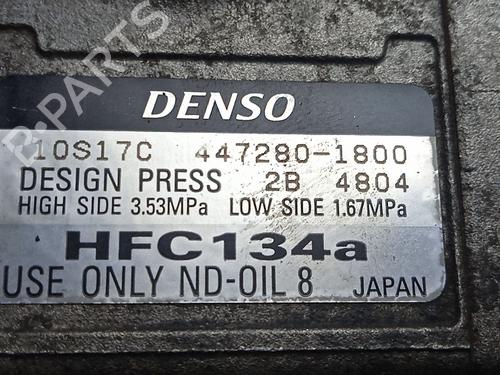 DENSO
10S17C 447280-1800
DESIGN PRESS 2B 4804
HIGH SIDE 3.53MPa LOW SIDE 1.67MPa
HFC134a
USE ONLY ND-OIL 8 JAPAN
B-PARTS